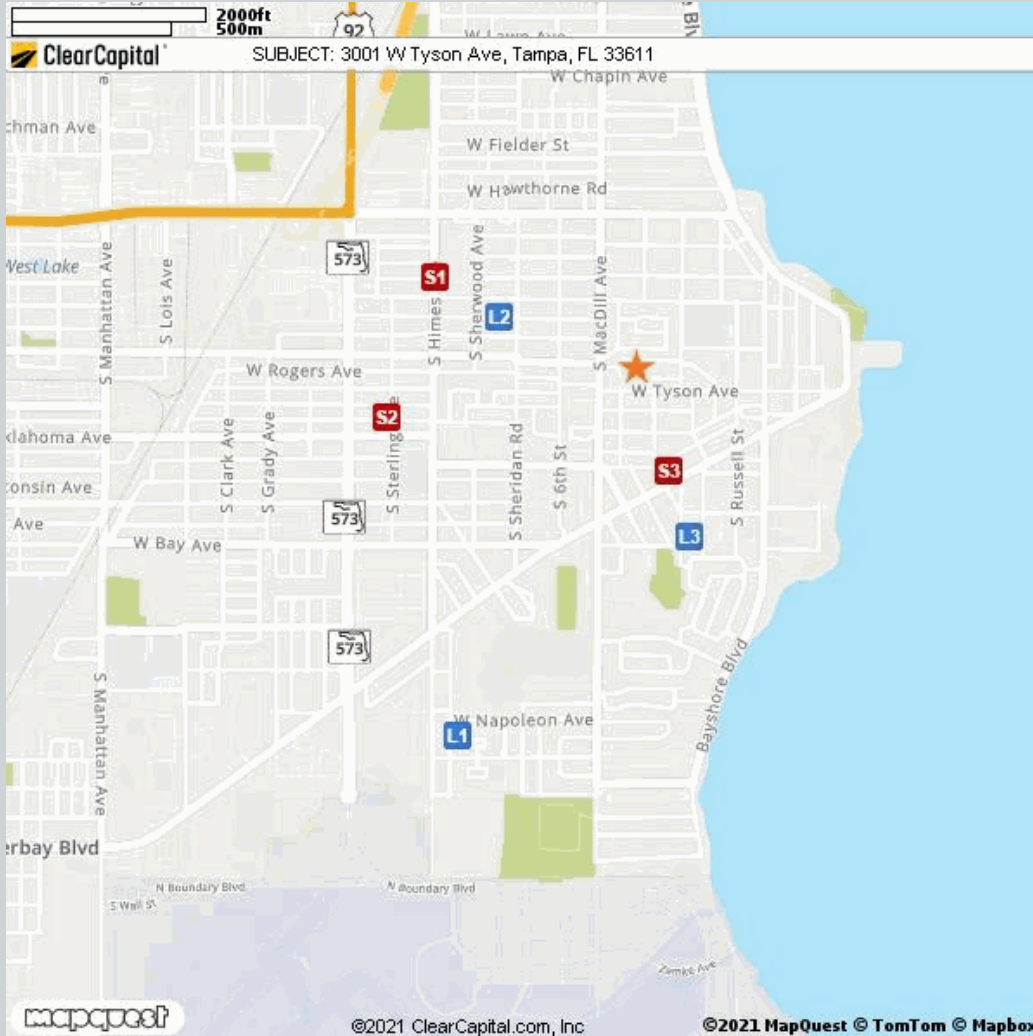 2000ft
500m
92
ClearCapital
SUBJECT: 3001 W Tyson Ave, Tampa, FL 33611
W Chapin Ave
chman Ave
W Fielder St
W Hawthorne Rd
573
West Lake
S Manhattan Ave
S Lois Ave
S1
S Himes
S Sherwood Ave
L2
S MacDill Ave
W Rogers Ave
W Tyson Ave
S2
S Sterling
klahoma Ave
S Clark Ave
S Grady Ave
S Sheridan Rd
S 6th St
S3
S Russell St
consin Ave
Ave
573
L3
W Bay Ave
573
Bayshore Blvd
S Manhattan Ave
W Napoleon Ave
L1
erbay Blvd
N Boundary Blvd
N Boundary Blvd
S Wall St
Zemke Ave
mapquest
©2021 ClearCapital.com, Inc
©2021 MapQuest © TomTom © Mapbox